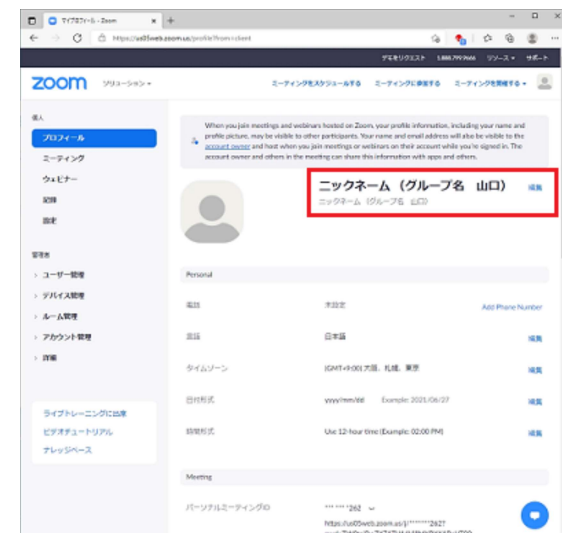 プロフィール - Zoom
https://us05web.zoom.us/profile?from=client
デモをリクエスト 1.888.799.9666 リソース サポート
zoom ソリューション ミーティングをスケジュールする ミーティングに参加する ミーティングを開催する
個人
プロフィール
ミーティング
ウェビナー
記録
設定
管理者
ユーザー管理
デバイス管理
ルーム管理
アカウント管理
詳細
ライブトレーニングに出席
ビデオチュートリアル
ナレッジベース
When you join meetings and webinars hosted on Zoom, your profile information, including your name and
profile picture, may be visible to other participants. Your name and email address will also be visible to the
account owner and host when you join meetings or webinars on their account while you're signed in. The
account owner and others in the meeting can share this information with apps and others.
ニックネーム（グループ名 山口） 編集
ニックネーム（グループ名 山口）
Personal
電話 未設定 Add Phone Number
言語 日本語 編集
タイムゾーン (GMT+9:00) 大阪、札幌、東京 編集
日付形式 yyyy/mm/dd Example: 2021/06/27 編集
時間形式 Use 12-hour time (Example: 02:00 PM) 編集
Meeting
パーソナルミーティングID *** *** *262
https://us05web.zoom.us/j/*******262?